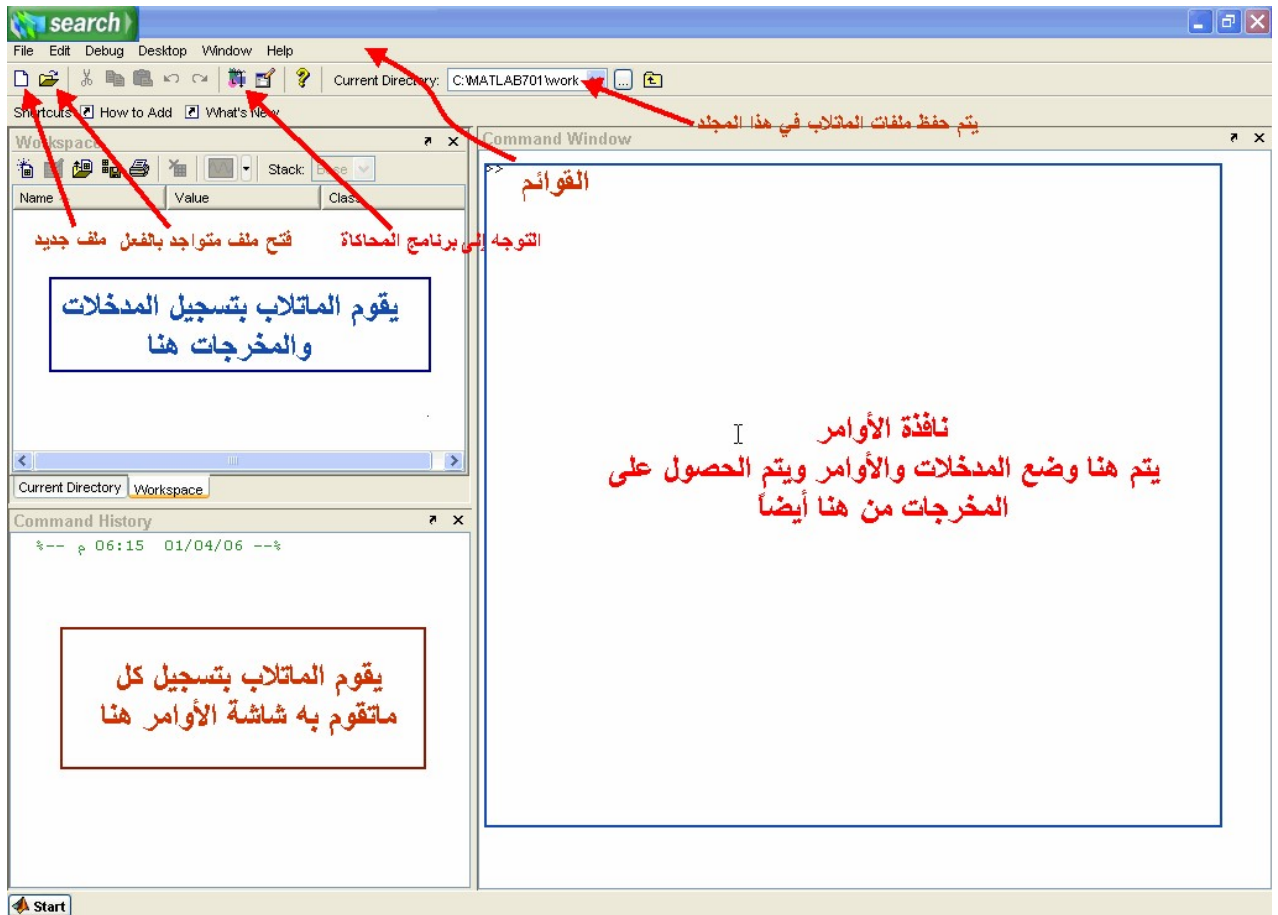 search
File Edit Debug Desktop Window Help
Current Directory: C:\MATLAB701\work
Shortcuts How to Add What's New
يتم حفظ ملفات الماتلاب في هذا المجلد
Workspace
Command Window
Stack: Base
>>
القوائم
Name Value Class
ملف جديد
فتح ملف متواجد بالفعل
التوجه إلى برنامج المحاكاة
يقوم الماتلاب بتسجيل المدخلات
والمخرجات هنا
نافذة الأوامر
يتم هنا وضع المدخلات والأوامر ويتم الحصول على
المخرجات من هنا أيضاً
Current Directory Workspace
Command History
%-- م 06:15 01/04/06 --%
يقوم الماتلاب بتسجيل كل
ماتقوم به شاشة الأوامر هنا
Start